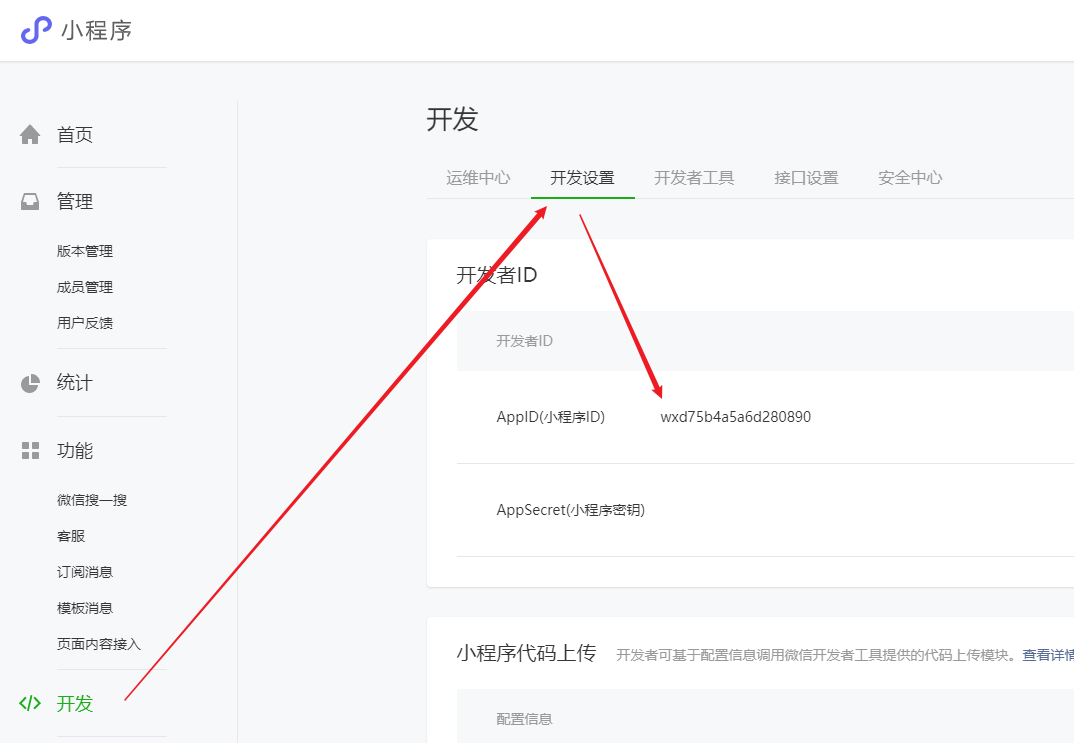 小程序
首页
管理
版本管理
成员管理
用户反馈
统计
功能
微信搜一搜
客服
订阅消息
模板消息
页面内容接入
开发
开发
运维中心 开发设置 开发者工具 接口设置 安全中心
开发者ID
开发者ID
AppID(小程序ID) wxd75b4a5a6d280890
AppSecret(小程序密钥)
小程序代码上传 开发者可基于配置信息调用微信开发者工具提供的代码上传模块。查看详情
配置信息